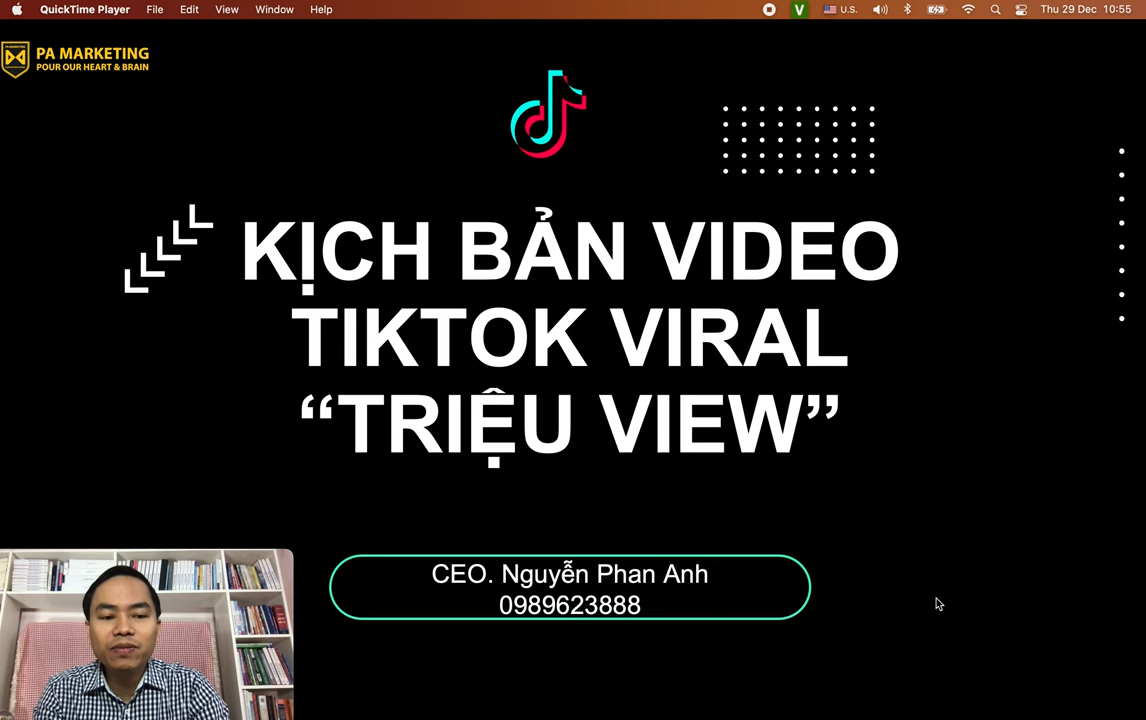 QuickTime Player File Edit View Window Help V U.S. Thu 29 Dec 10:55
PA MARKETING
POUR OUR HEART & BRAIN
KỊCH BẢN VIDEO
TIKTOK VIRAL
“TRIỆU VIEW”
CEO. Nguyễn Phan Anh
0989623888